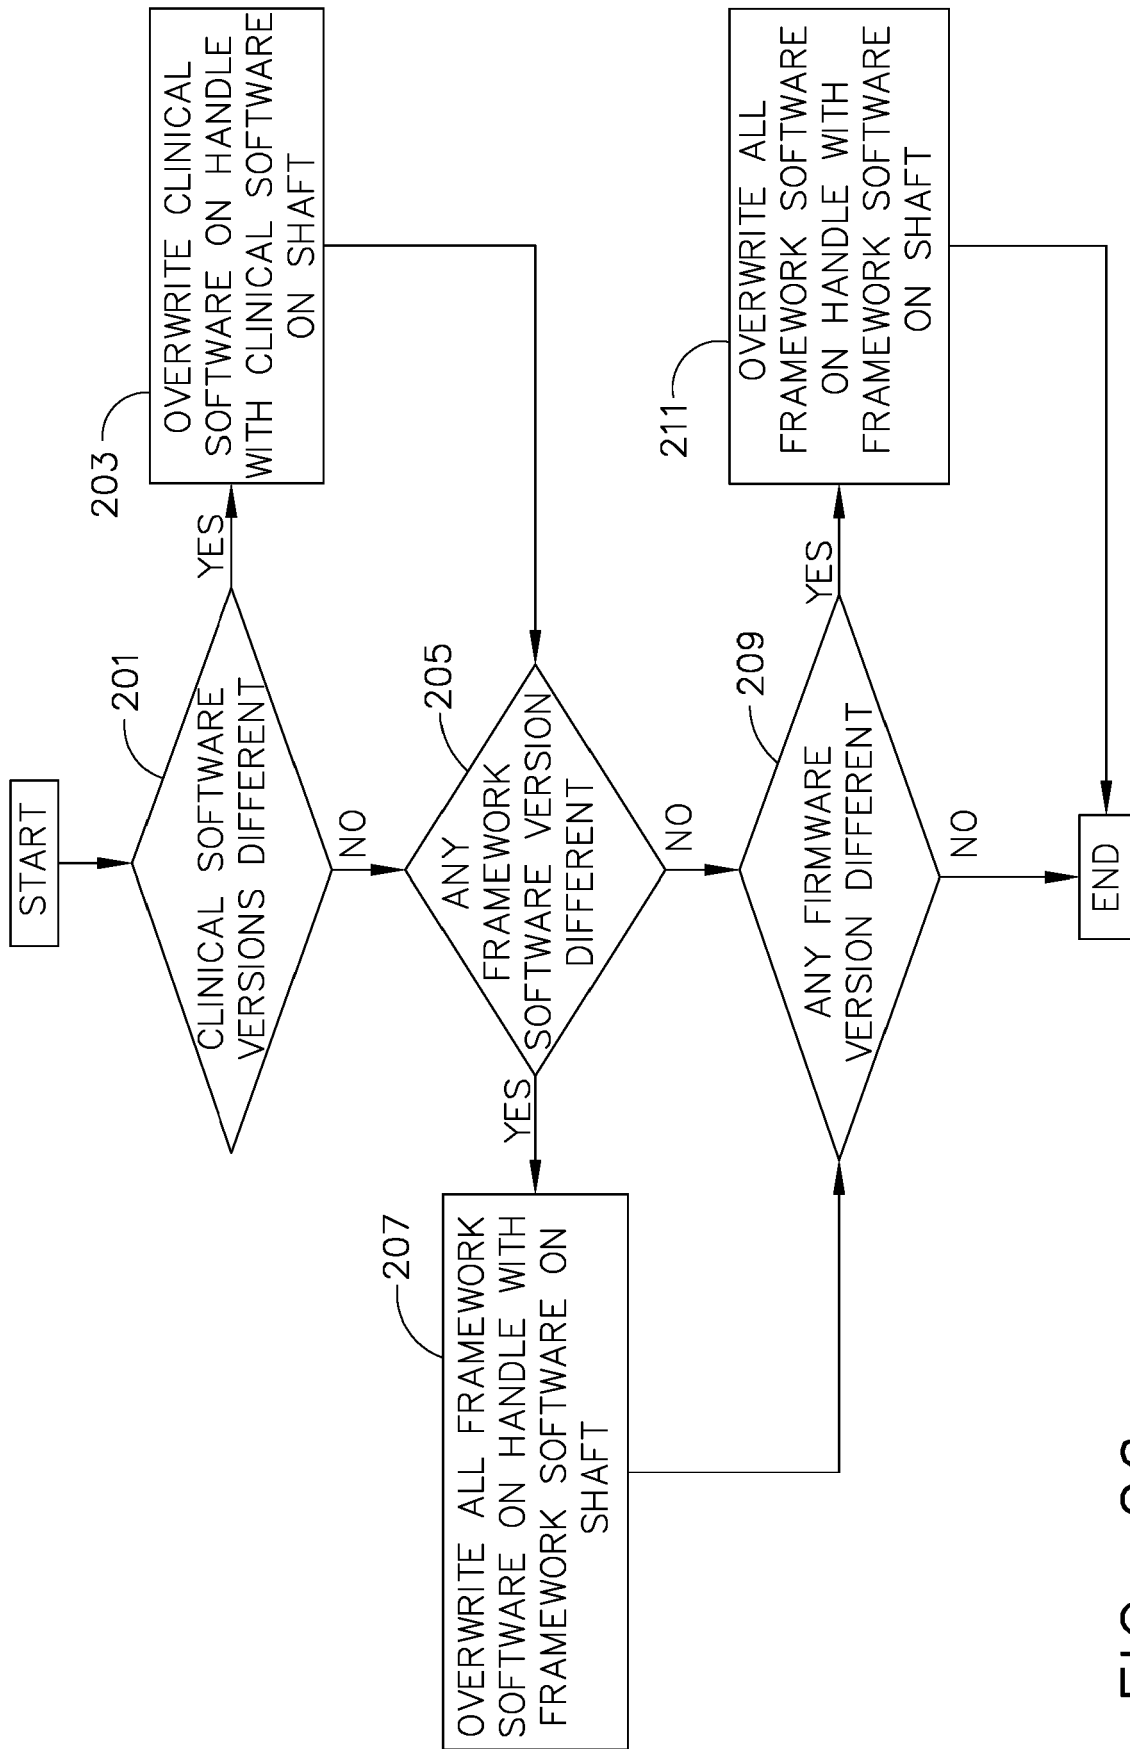 START
201
CLINICAL SOFTWARE
VERSIONS DIFFERENT
YES
203
OVERWRITE CLINICAL
SOFTWARE ON HANDLE
WITH CLINICAL SOFTWARE
ON SHAFT
NO
205
ANY
FRAMEWORK
SOFTWARE VERSION
DIFFERENT
YES
207
OVERWRITE ALL FRAMEWORK
SOFTWARE ON HANDLE WITH
FRAMEWORK SOFTWARE ON
SHAFT
NO
209
ANY FIRMWARE
VERSION DIFFERENT
YES
211
OVERWRITE ALL
FRAMEWORK SOFTWARE
ON HANDLE WITH
FRAMEWORK SOFTWARE
ON SHAFT
NO
END
FIG.